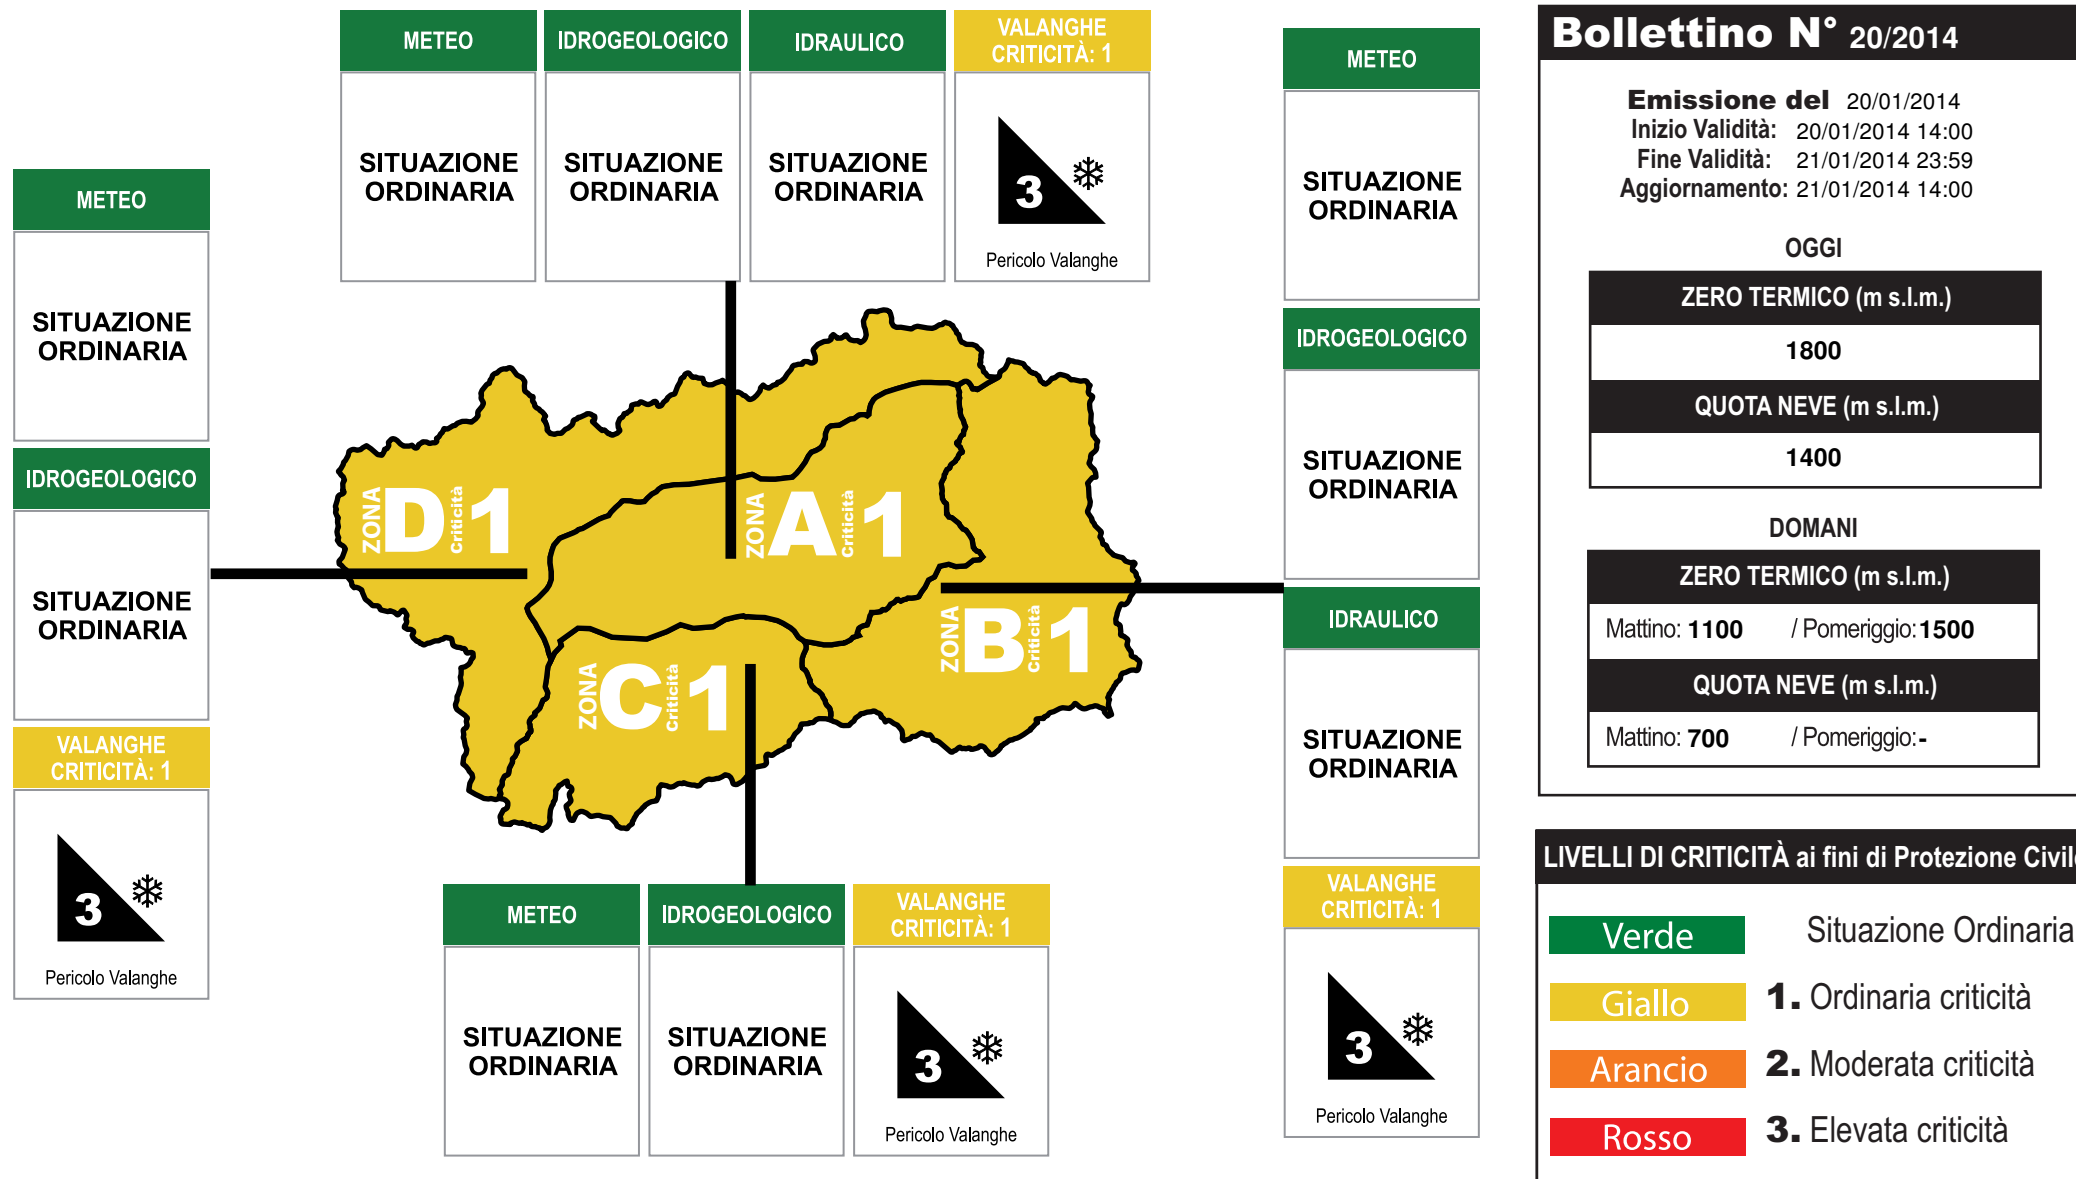 METEO
IDROGEOLOGICO
IDRAULICO
VALANGHE
CRITICITÀ: 1
SITUAZIONE
ORDINARIA
SITUAZIONE
ORDINARIA
SITUAZIONE
ORDINARIA
3
Pericolo Valanghe
METEO
SITUAZIONE
ORDINARIA
IDROGEOLOGICO
SITUAZIONE
ORDINARIA
VALANGHE
CRITICITÀ: 1
3
Pericolo Valanghe
ZONA D Criticità 1
ZONA A Criticità 1
ZONA B Criticità 1
ZONA C Criticità 1
METEO
IDROGEOLOGICO
VALANGHE
CRITICITÀ: 1
SITUAZIONE
ORDINARIA
SITUAZIONE
ORDINARIA
3
Pericolo Valanghe
METEO
SITUAZIONE
ORDINARIA
IDROGEOLOGICO
SITUAZIONE
ORDINARIA
IDRAULICO
SITUAZIONE
ORDINARIA
VALANGHE
CRITICITÀ: 1
3
Pericolo Valanghe
Bollettino N° 20/2014
Emissione del 20/01/2014
Inizio Validità: 20/01/2014 14:00
Fine Validità: 21/01/2014 23:59
Aggiornamento: 21/01/2014 14:00
OGGI
ZERO TERMICO (m s.l.m.)
1800
QUOTA NEVE (m s.l.m.)
1400
DOMANI
ZERO TERMICO (m s.l.m.)
Mattino: 1100 / Pomeriggio: 1500
QUOTA NEVE (m s.l.m.)
Mattino: 700 / Pomeriggio: -
LIVELLI DI CRITICITÀ ai fini di Protezione Civil
Verde Situazione Ordinaria
Giallo 1. Ordinaria criticità
Arancio 2. Moderata criticità
Rosso 3. Elevata criticità